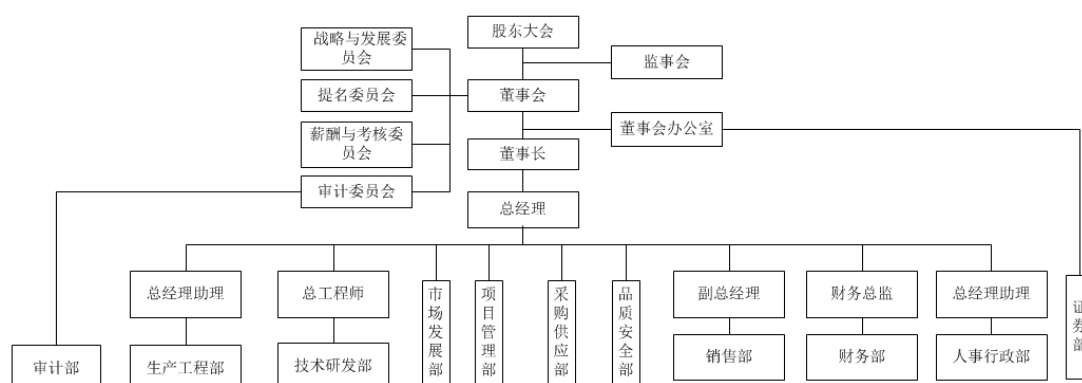 股东大会
战略与发展委
员会
监事会
提名委员会
董事会
董事会办公室
薪酬与考核委
员会
董事长
审计委员会
总经理
总经理助理
总工程师
市场发展部
项目管理部
采购供应部
品质安全部
副总经理
财务总监
总经理助理
证券部
审计部
生产工程部
技术研发部
销售部
财务部
人事行政部